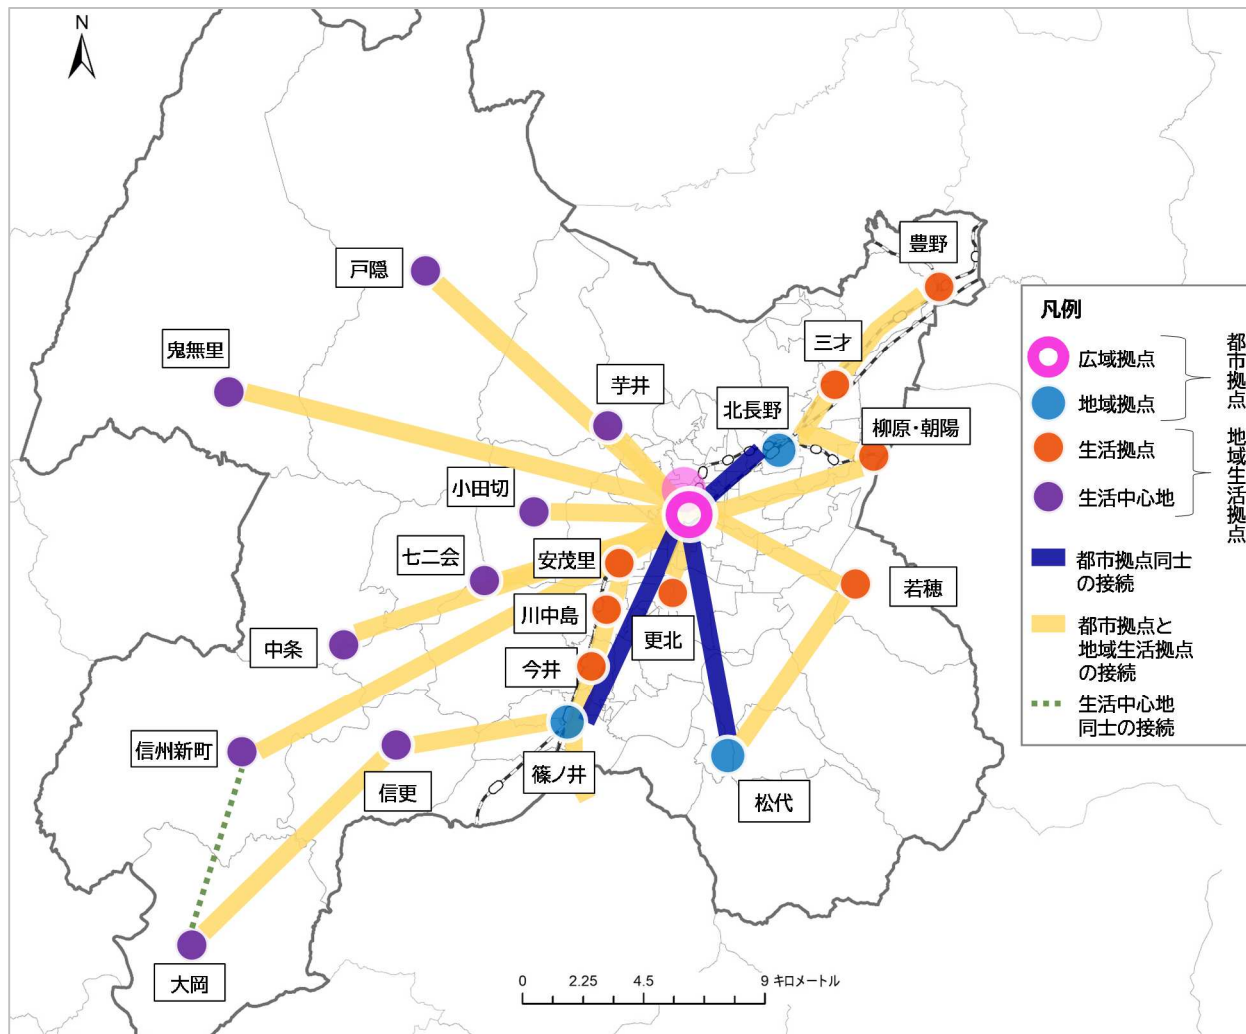 N
豊野
戸隠
三才
鬼無里
芋井
北長野
柳原・朝陽
小田切
安茂里
七二会
若穂
川中島
更北
中条
今井
信州新町
篠ノ井
信更
松代
大岡
凡例
広域拠点
地域拠点
都市拠点
生活拠点
生活中心地
地域生活拠点
都市拠点同士
の接続
都市拠点と
地域生活拠点
の接続
生活中心地
同士の接続
0 2.25 4.5 9 キロメートル